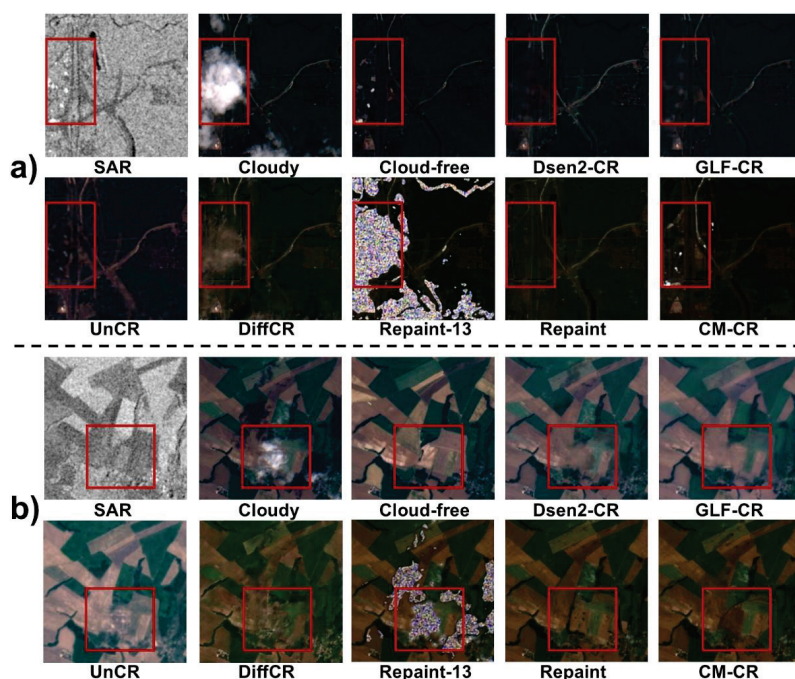 a)
SAR Cloudy Cloud-free Dsen2-CR GLF-CR
UnCR DiffCR Repaint-13 Repaint CM-CR
b)
SAR Cloudy Cloud-free Dsen2-CR GLF-CR
UnCR DiffCR Repaint-13 Repaint CM-CR